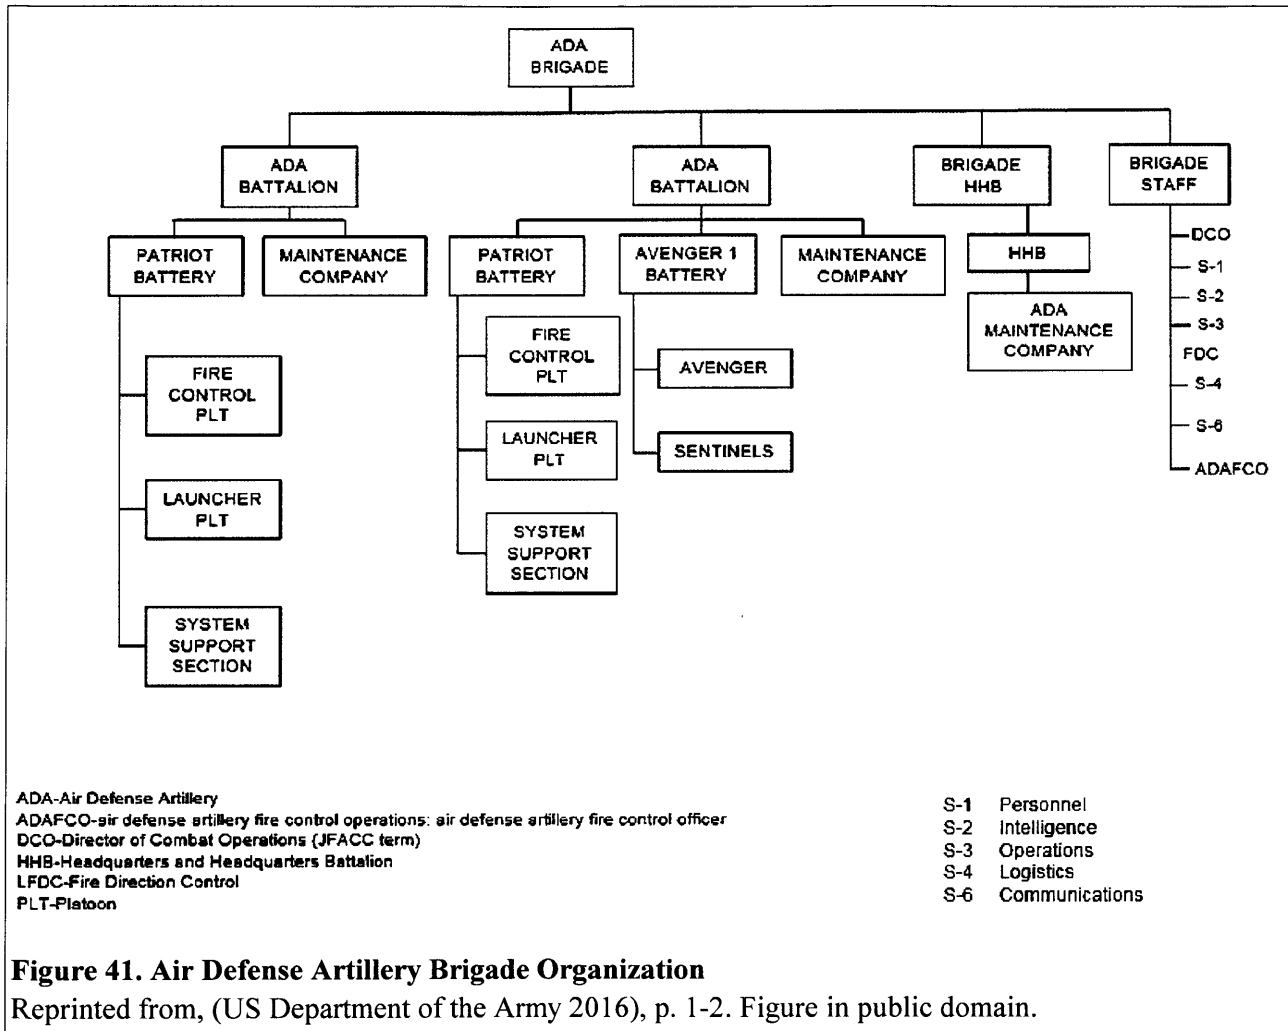 ADA
BRIGADE
ADA
BATTALION
ADA
BATTALION
BRIGADE
HHB
BRIGADE
STAFF
PATRIOT
BATTERY
MAINTENANCE
COMPANY
PATRIOT
BATTERY
AVENGER 1
BATTERY
MAINTENANCE
COMPANY
HHB
ADA
MAINTENANCE
COMPANY
DCO
S-1
S-2
S-3
FDC
S-4
S-6
ADAFCO
FIRE
CONTROL
PLT
LAUNCHER
PLT
SYSTEM
SUPPORT
SECTION
FIRE
CONTROL
PLT
LAUNCHER
PLT
SYSTEM
SUPPORT
SECTION
AVENGER
SENTINELS
ADA-Air Defense Artillery
ADAFCO-air defense artillery fire control operations: air defense artillery fire control officer
DCO-Director of Combat Operations (JFACC term)
HHB-Headquarters and Headquarters Battalion
LFDC-Fire Direction Control
PLT-Platoon
S-1 Personnel
S-2 Intelligence
S-3 Operations
S-4 Logistics
S-6 Communications
Figure 41. Air Defense Artillery Brigade Organization
Reprinted from, (US Department of the Army 2016), p. 1-2. Figure in public domain.